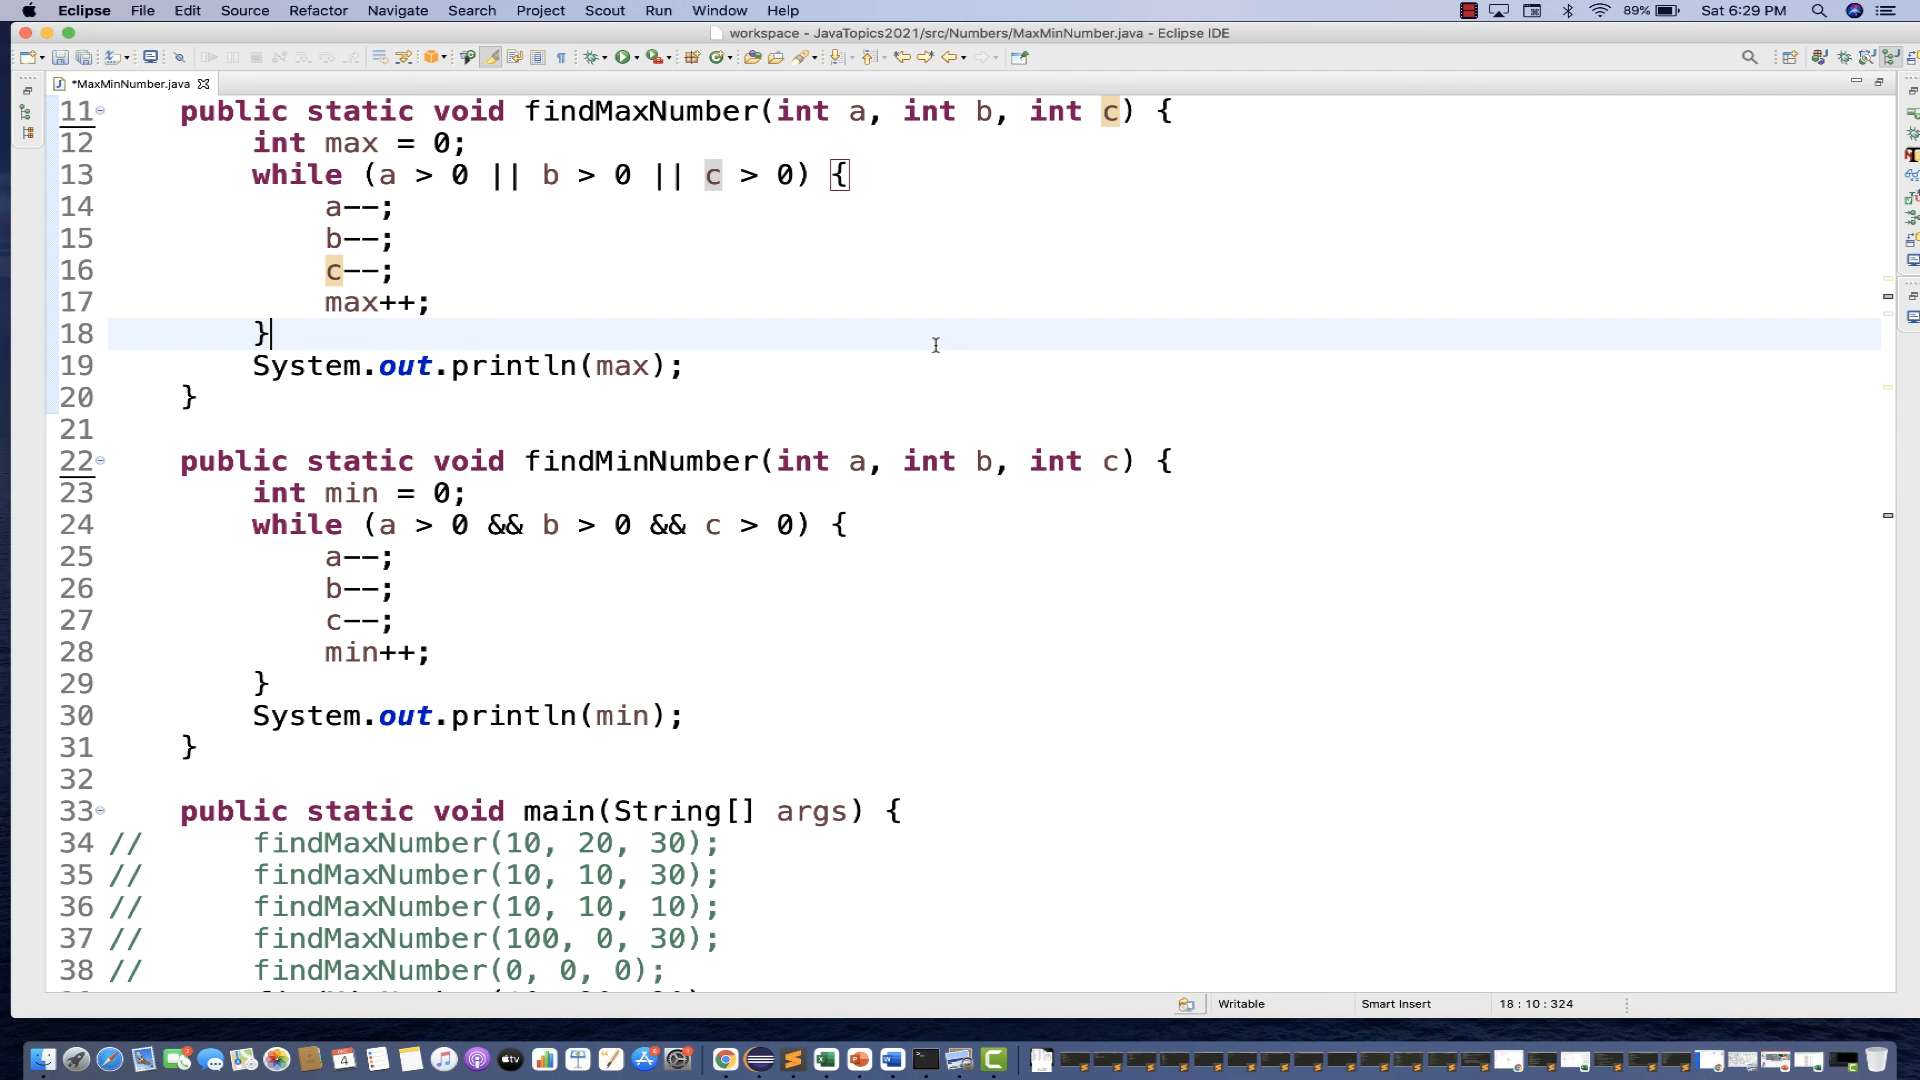 Eclipse File Edit Source Refactor Navigate Search Project Scout Run Window Help 89% Sat 6:29 PM
workspace - JavaTopics2021/src/Numbers/MaxMinNumber.java - Eclipse IDE
*MaxMinNumber.java
11 public static void findMaxNumber(int a, int b, int c) {
12 int max = 0;
13 while (a > 0 || b > 0 || c > 0) {
14 a--;
15 b--;
16 c--;
17 max++;
18 }
19 System.out.println(max);
20 }
21
22 public static void findMinNumber(int a, int b, int c) {
23 int min = 0;
24 while (a > 0 && b > 0 && c > 0) {
25 a--;
26 b--;
27 c--;
28 min++;
29 }
30 System.out.println(min);
31 }
32
33 public static void main(String[] args) {
34 // findMaxNumber(10, 20, 30);
35 // findMaxNumber(10, 10, 30);
36 // findMaxNumber(10, 10, 10);
37 // findMaxNumber(100, 0, 30);
38 // findMaxNumber(0, 0, 0);
Writable Smart Insert 18 : 10 : 324